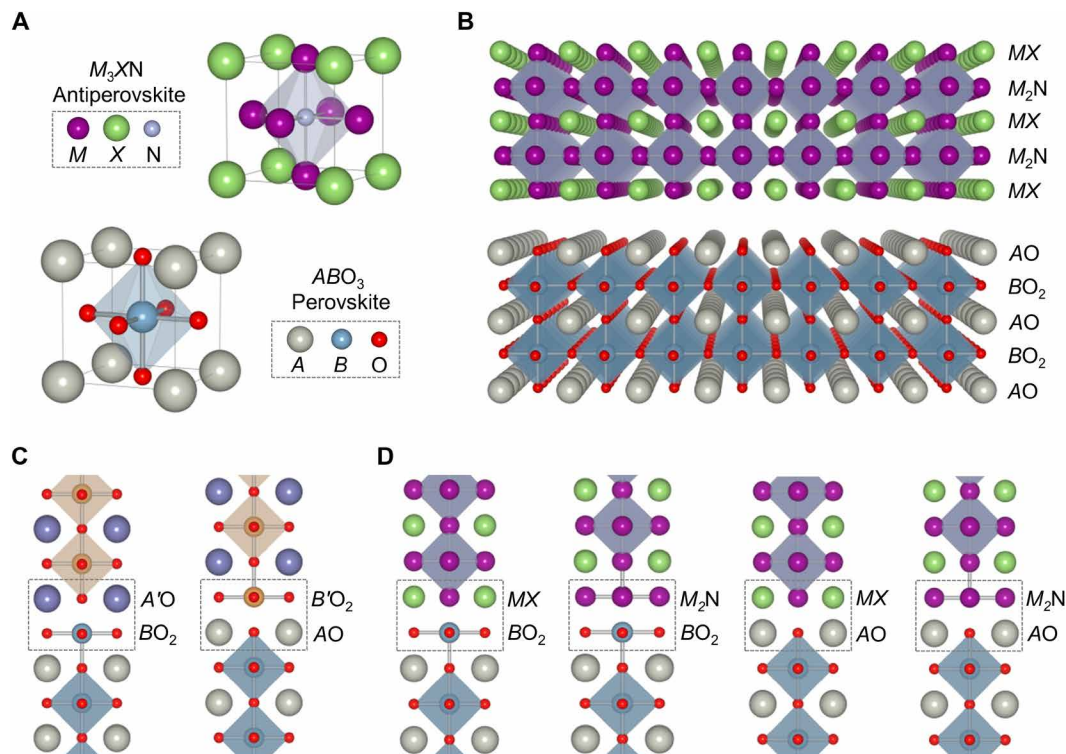 A
M₃XN
Antiperovskite
M X N
ABO₃
Perovskite
A B O
B
MX
M₂N
MX
M₂N
MX
AO
BO₂
AO
BO₂
AO
C
A′O
BO₂
B′O₂
AO
D
MX
BO₂
M₂N
BO₂
MX
AO
M₂N
AO